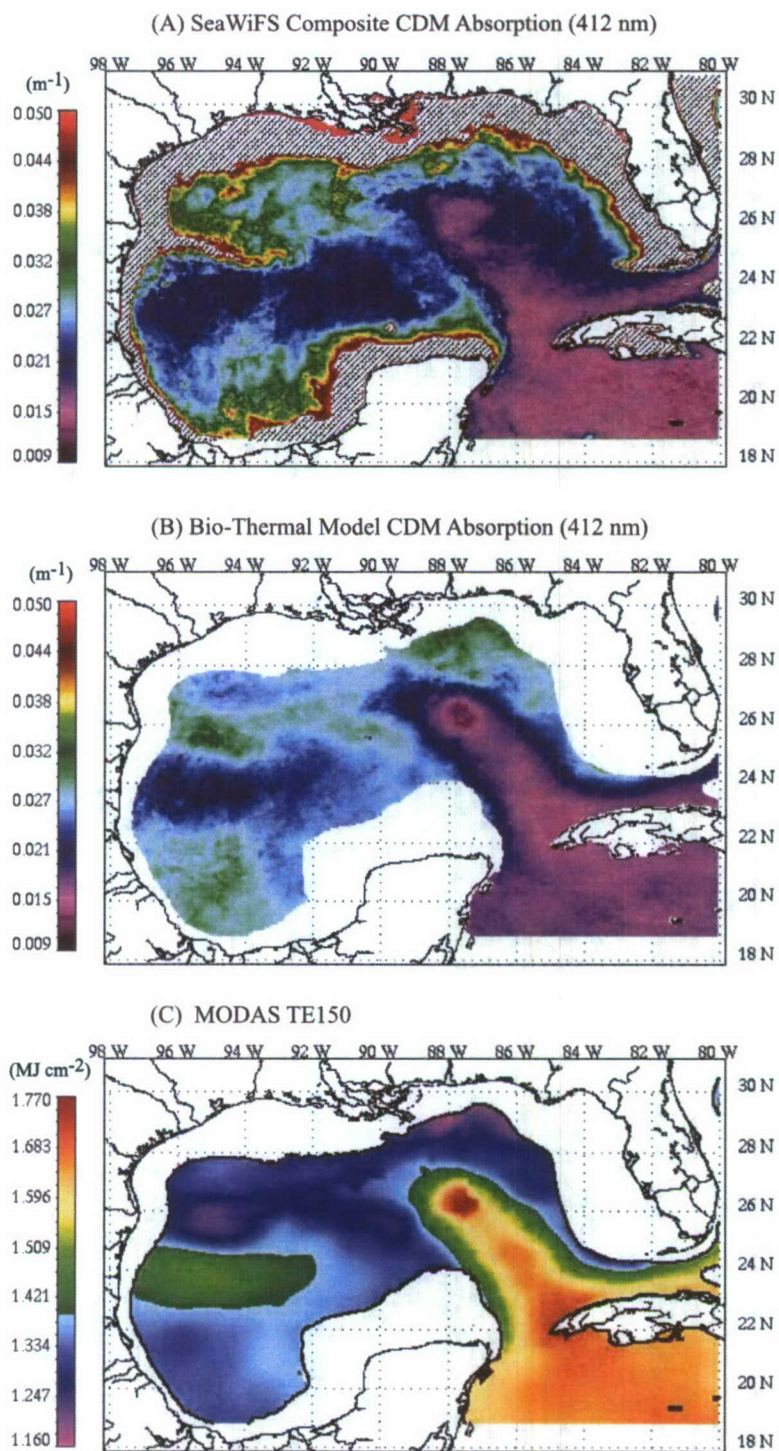 (A) SeaWiFS Composite CDM Absorption (412 nm)
98 W 96 W 94 W 92 W 90 W 88 W 86 W 84 W 82 W 80 W
(m-1)
0.050
0.044
0.038
0.032
0.027
0.021
0.015
0.009
30 N
28 N
26 N
24 N
22 N
20 N
18 N
(B) Bio-Thermal Model CDM Absorption (412 nm)
98 W 96 W 94 W 92 W 90 W 88 W 86 W 84 W 82 W 80 W
(m-1)
0.050
0.044
0.038
0.032
0.027
0.021
0.015
0.009
30 N
28 N
26 N
24 N
22 N
20 N
18 N
(C) MODAS TE150
98 W 96 W 94 W 92 W 90 W 88 W 86 W 84 W 82 W 80 W
(MJ cm-2)
1.770
1.683
1.596
1.509
1.421
1.334
1.247
1.160
30 N
28 N
26 N
24 N
22 N
20 N
18 N